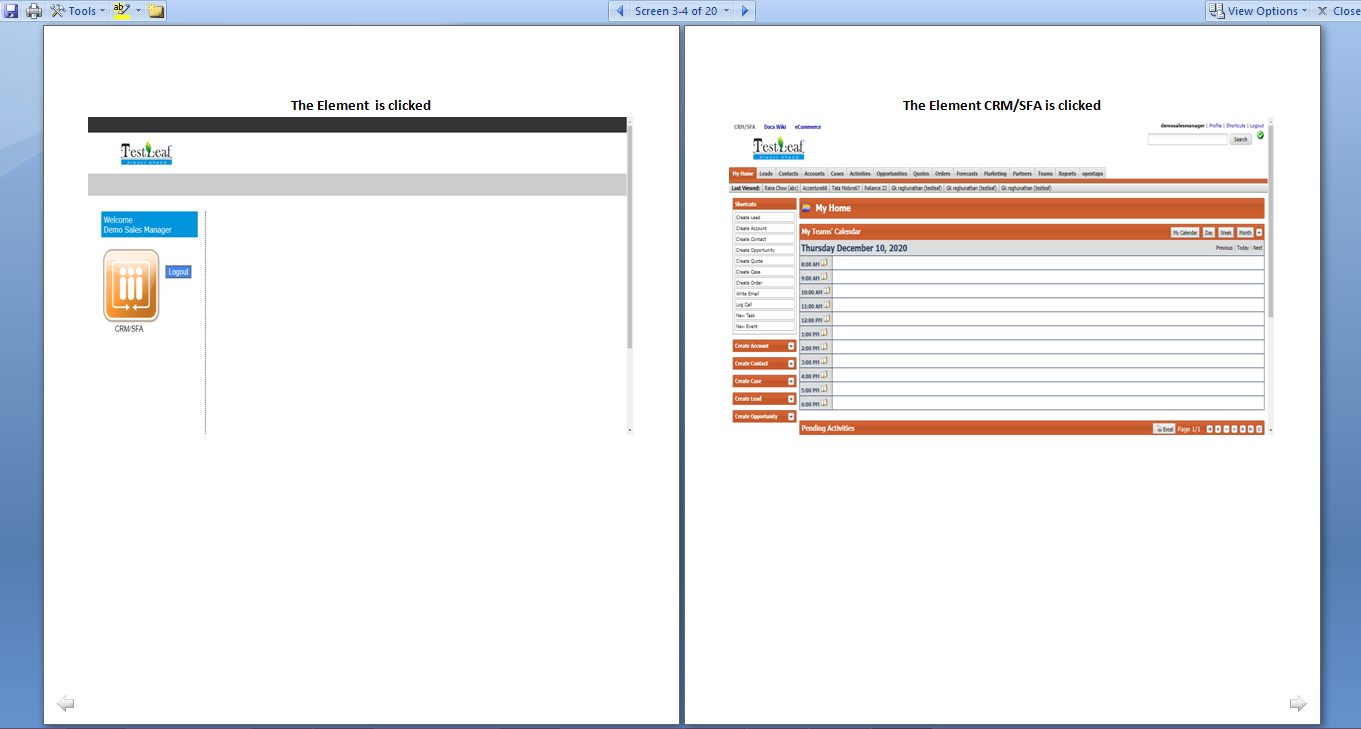 Tools
ab
Screen 3-4 of 20
View Options
Close
The Element  is clicked
TestLeaf
Always Ahead
Welcome
Demo Sales Manager
Logout
CRM/SFA
The Element CRM/SFA is clicked
CRM/SFA Docs Wiki eCommerce
demosalesmanager | Profile | Shortcuts | Logout
Search
TestLeaf
Always Ahead
My Home Leads Contacts Accounts Cases Activities Opportunities Quotes Orders Forecasts Marketing Partners Teams Reports opentaps
Last Viewed: Rana Chow (abc) Accenture68 Tata Motors67 Reliance 23 Gk reghunathan (testleaf) Gk reghunathan (testleaf) Gk reghunathan (testleaf)
Shortcuts
Create Lead
Create Account
Create Contact
Create Opportunity
Create Quote
Create Case
Create Order
Write Email
Log Call
New Task
New Event
Create Account
Create Contact
Create Case
Create Lead
Create Opportunity
My Home
My Teams' Calendar
My Calendar Day Week Month
Thursday December 10, 2020
Previous | Today | Next
8:00 AM
9:00 AM
10:00 AM
11:00 AM
12:00 PM
1:00 PM
2:00 PM
3:00 PM
4:00 PM
5:00 PM
6:00 PM
Pending Activities
Excel Page 1/1